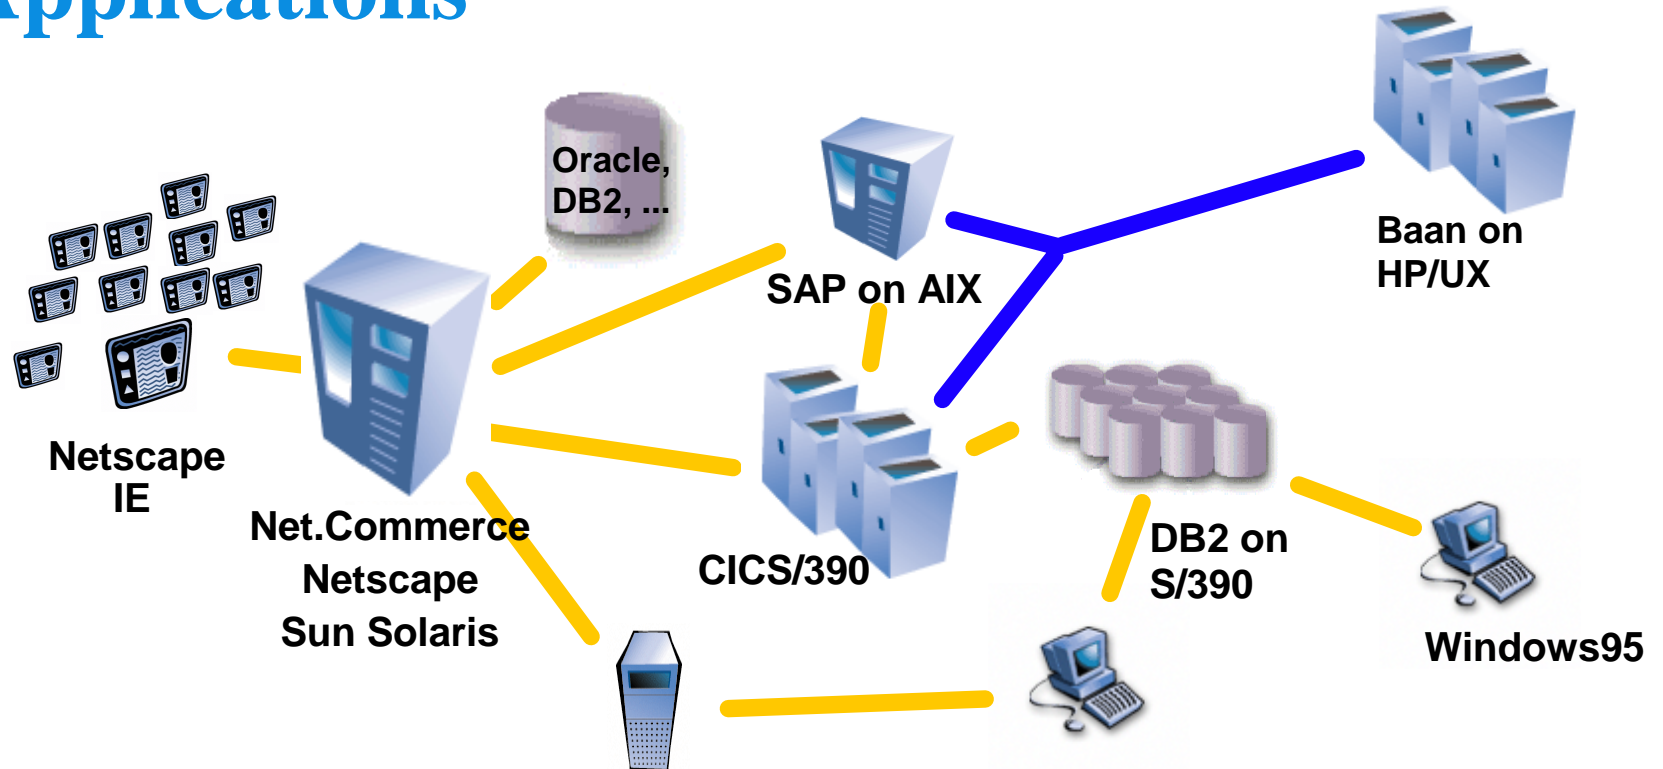 Applications
Oracle,
DB2, ...
SAP on AIX
Baan on
HP/UX
Netscape
IE
Net.Commerce
Netscape
Sun Solaris
CICS/390
DB2 on
S/390
Windows95